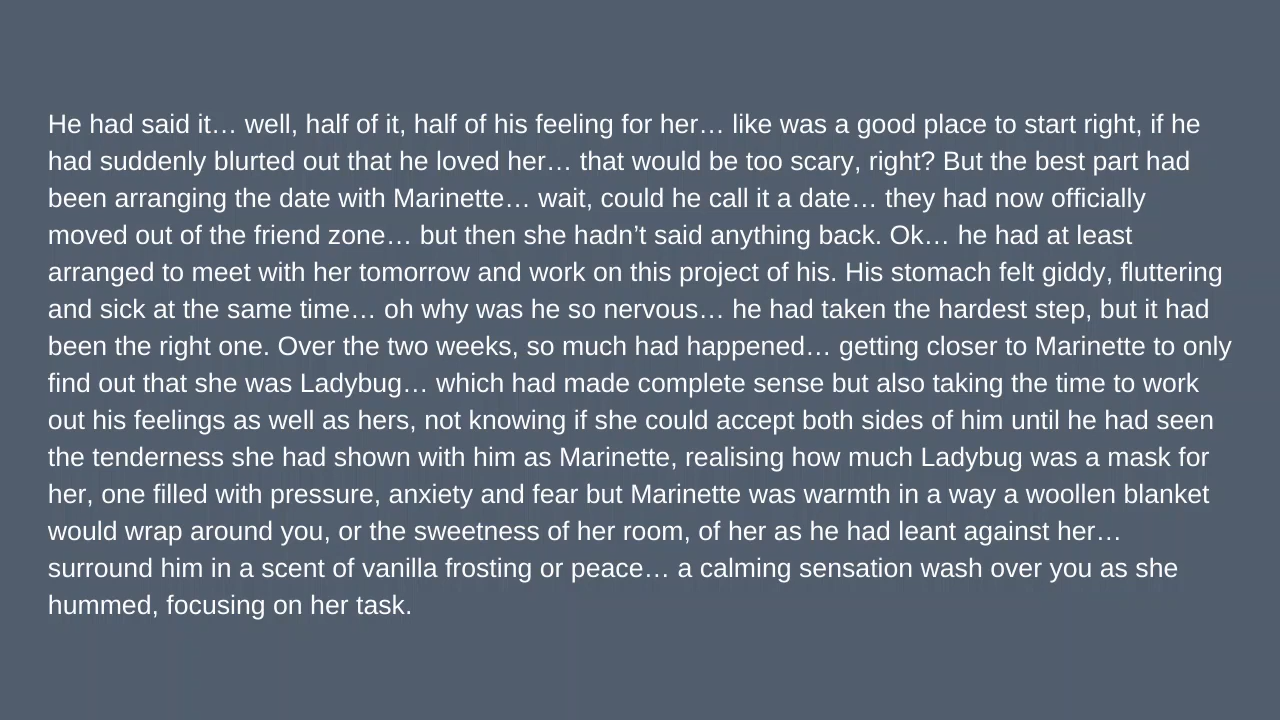 He had said it… well, half of it, half of his feeling for her… like was a good place to start right, if he
had suddenly blurted out that he loved her… that would be too scary, right? But the best part had
been arranging the date with Marinette… wait, could he call it a date… they had now officially
moved out of the friend zone… but then she hadn’t said anything back. Ok… he had at least
arranged to meet with her tomorrow and work on this project of his. His stomach felt giddy, fluttering
and sick at the same time… oh why was he so nervous… he had taken the hardest step, but it had
been the right one. Over the two weeks, so much had happened… getting closer to Marinette to only
find out that she was Ladybug… which had made complete sense but also taking the time to work
out his feelings as well as hers, not knowing if she could accept both sides of him until he had seen
the tenderness she had shown with him as Marinette, realising how much Ladybug was a mask for
her, one filled with pressure, anxiety and fear but Marinette was warmth in a way a woollen blanket
would wrap around you, or the sweetness of her room, of her as he had leant against her…
surround him in a scent of vanilla frosting or peace… a calming sensation wash over you as she
hummed, focusing on her task.